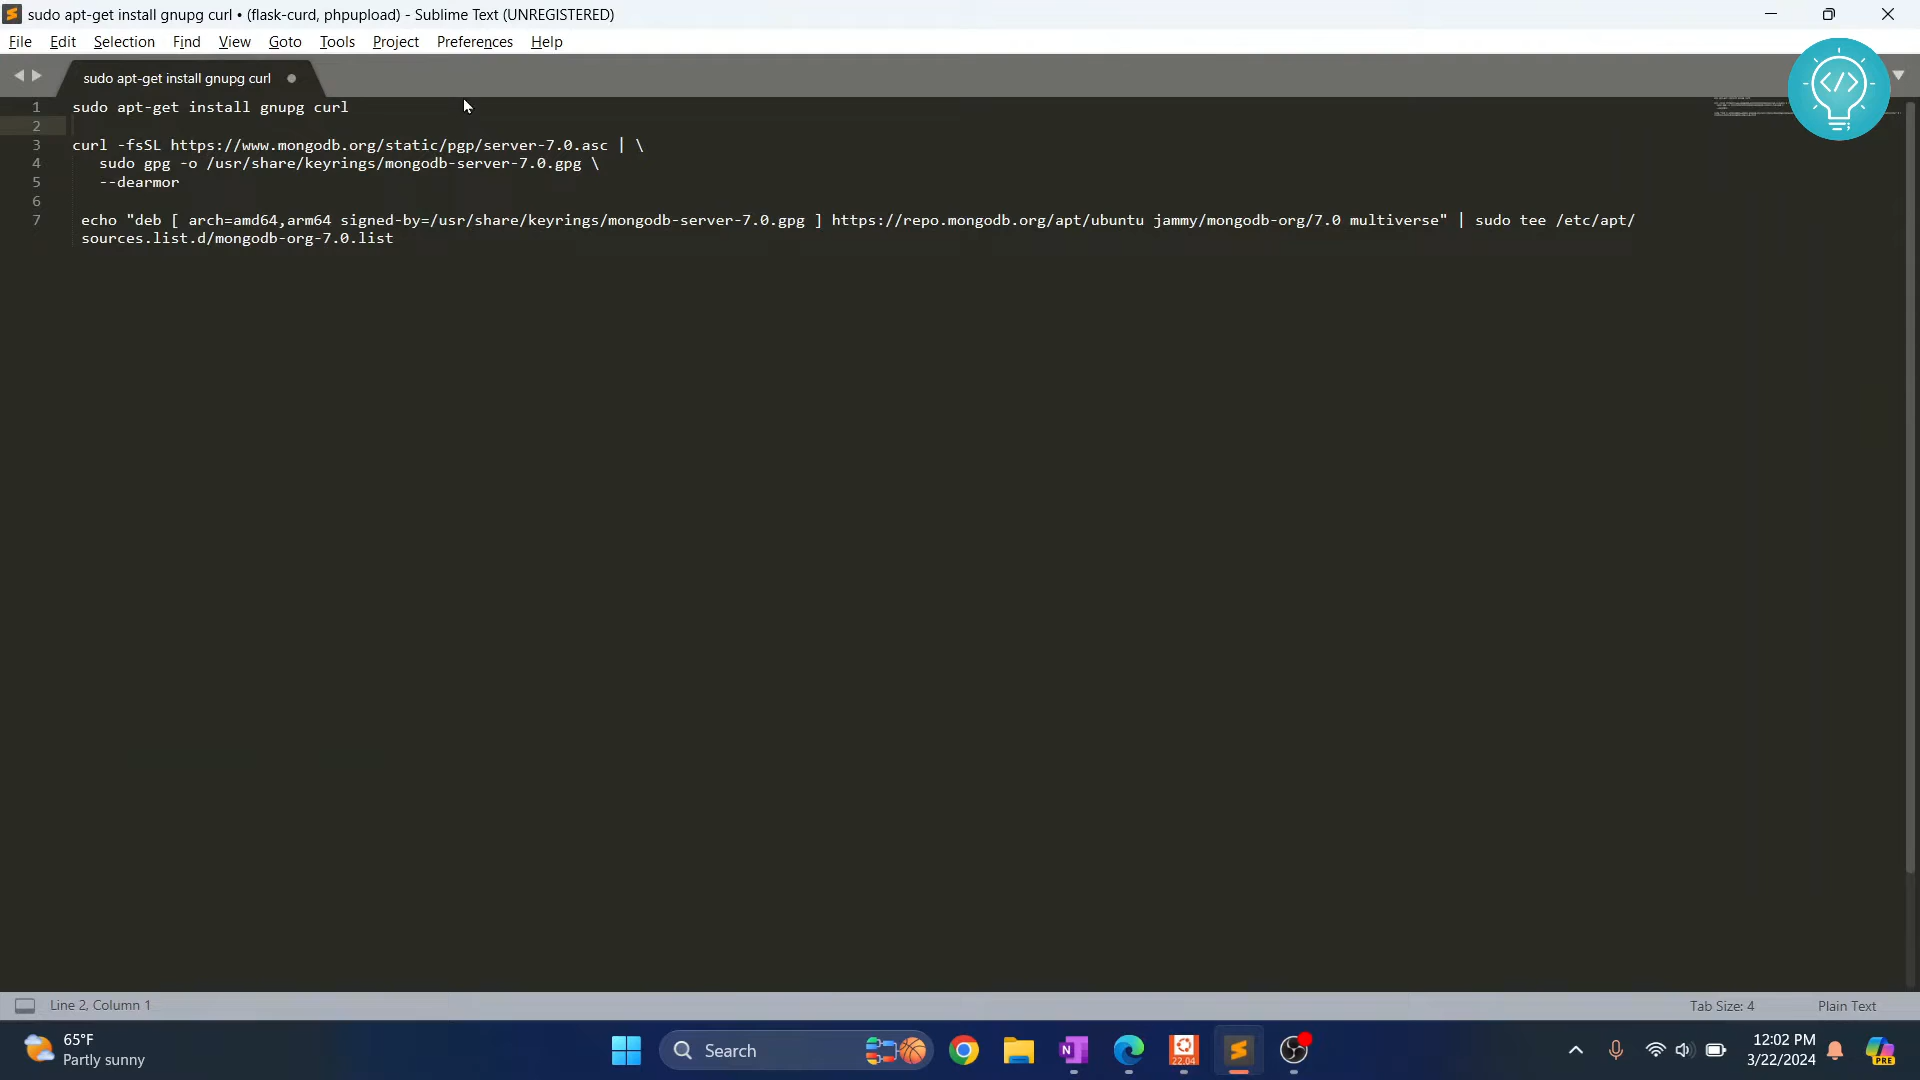 sudo apt-get install gnupg curl • (flask-curd, phpupload) - Sublime Text (UNREGISTERED)
File Edit Selection Find View Goto Tools Project Preferences Help
sudo apt-get install gnupg curl
1 sudo apt-get install gnupg curl
2
3 curl -fsSL https://www.mongodb.org/static/pgp/server-7.0.asc | \
4 sudo gpg -o /usr/share/keyrings/mongodb-server-7.0.gpg \
5 --dearmor
6
7 echo "deb [ arch=amd64,arm64 signed-by=/usr/share/keyrings/mongodb-server-7.0.gpg ] https://repo.mongodb.org/apt/ubuntu jammy/mongodb-org/7.0 multiverse" | sudo tee /etc/apt/
sources.list.d/mongodb-org-7.0.list
Line 2, Column 1
Tab Size: 4
Plain Text
65°F
Partly sunny
Search
22.04
12:02 PM
3/22/2024
PRE